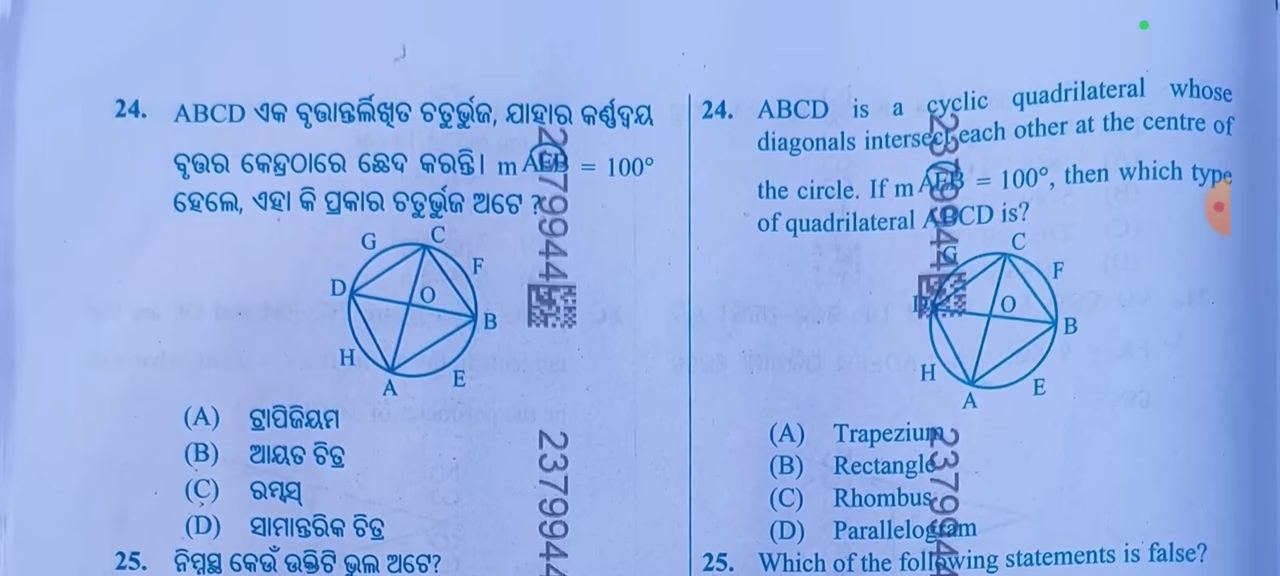 24. ABCD ଏକ ବୃତ୍ତାନ୍ତର୍ଲିଖିତ ଚତୁର୍ଭୁଜ, ଯାହାର କର୍ଣ୍ଣଦ୍ୱୟ
ବୃତ୍ତର କେନ୍ଦ୍ରଠାରେ ଛେଦ କରନ୍ତି। m AEB = 100°
ହେଲେ, ଏହା କି ପ୍ରକାର ଚତୁର୍ଭୁଜ ଅଟେ ?
G C
F
D O
B
H
A E
(A) ଟ୍ରାପିଜିୟମ
(B) ଆୟତ ଚିତ୍ର
(C) ରମ୍ବସ୍
(D) ସାମାନ୍ତରିକ ଚିତ୍ର
25. ନିମ୍ନସ୍ଥ କେଉଁ ଉକ୍ତିଟି ଭୁଲ ଅଟେ?
2379944
2379944
24. ABCD is a cyclic quadrilateral whose
diagonals intersect each other at the centre of
the circle. If m AEB = 100°, then which type
of quadrilateral ABCD is?
G C
F
D O
B
H
A E
(A) Trapezium
(B) Rectangle
(C) Rhombus
(D) Parallelogram
25. Which of the following statements is false?
2379944
2379944